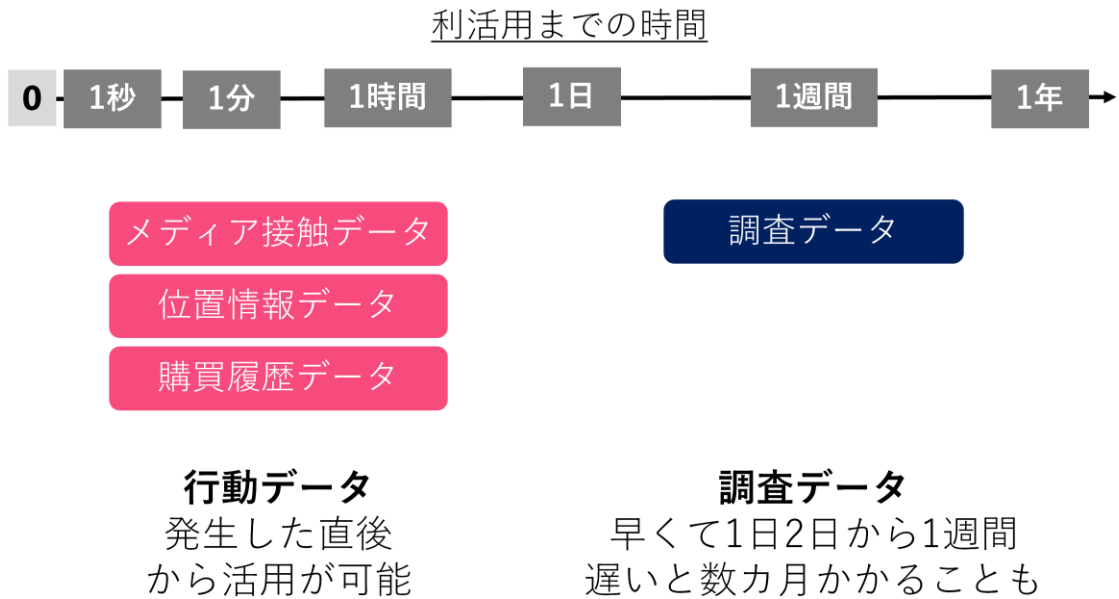 利活用までの時間
0 1秒 1分 1時間 1日 1週間 1年
メディア接触データ
位置情報データ
購買履歴データ
調査データ
行動データ
発生した直後
から活用が可能
調査データ
早くて1日2日から1週間
遅いと数カ月かかることも